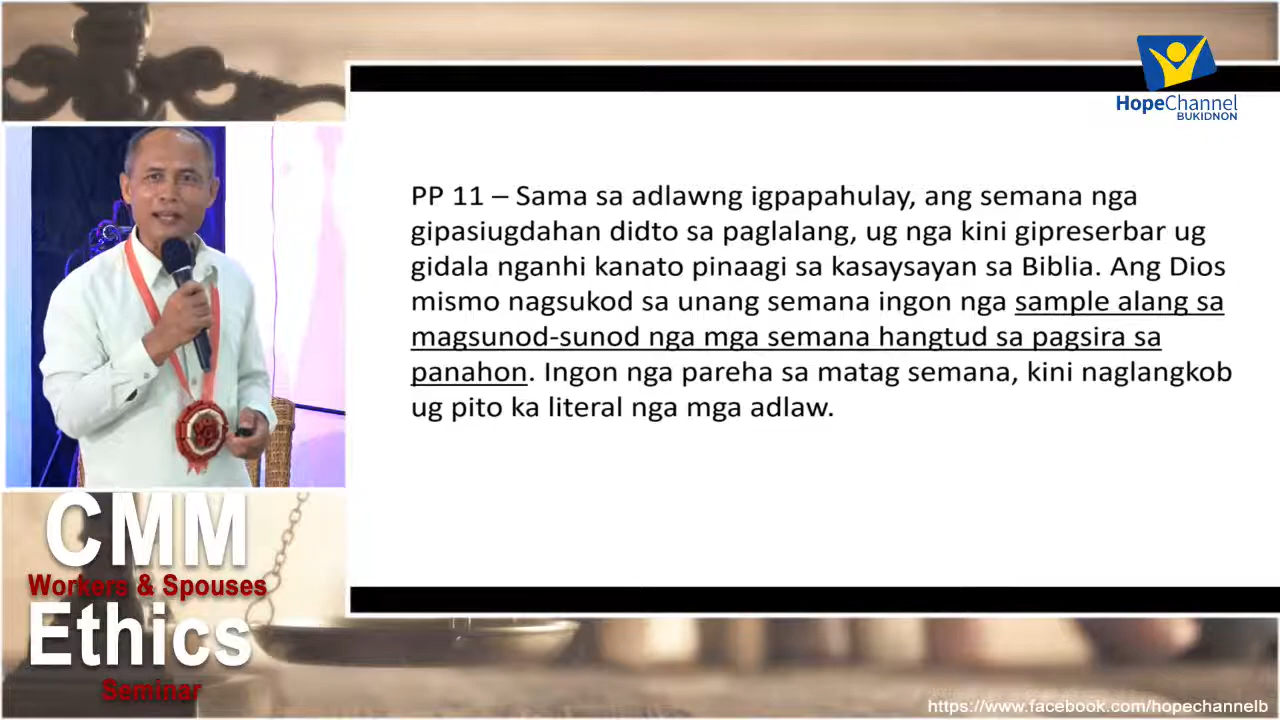 HopeChannel
BUKIDNON
PP 11 – Sama sa adlawng igpapahulay, ang semana nga
gipasiugdahan didto sa paglalang, ug nga kini gipreserbar ug
gidala nganhi kanato pinaagi sa kasaysayan sa Biblia. Ang Dios
mismo nagsukod sa unang semana ingon nga sample alang sa
magsunod-sunod nga mga semana hangtud sa pagsira sa
panahon. Ingon nga pareha sa matag semana, kini naglangkob
ug pito ka literal nga mga adlaw.
CMM
Workers & Spouses
Ethics
Seminar
https://www.facebook.com/hopechannelb